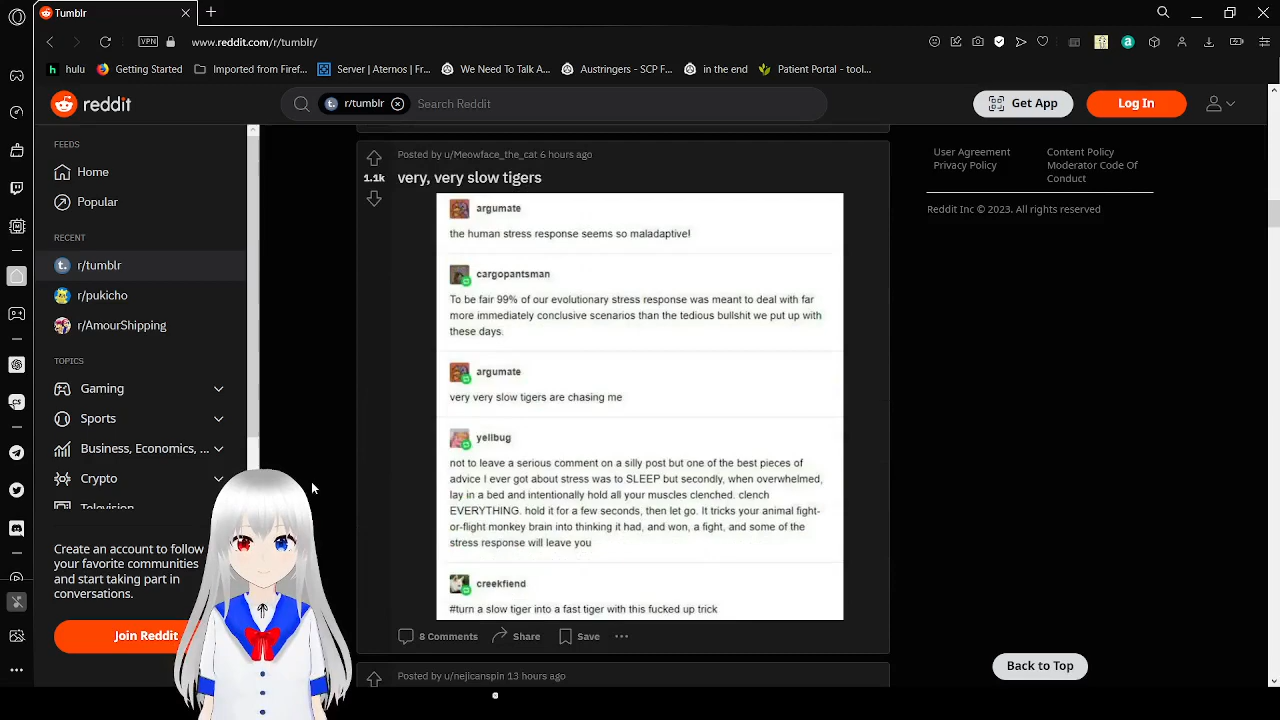 Tumblr
VPN
www.reddit.com/r/tumblr/
hulu
Getting Started
Imported from Firef...
Server | Aternos | Fr...
We Need To Talk A...
Austringers - SCP F...
in the end
Patient Portal - tool...
reddit
r/tumblr
Search Reddit
Get App
Log In
FEEDS
Home
Popular
RECENT
r/tumblr
r/pukicho
r/AmourShipping
TOPICS
Gaming
Sports
Business, Economics, ...
Crypto
Television
Create an account to follow
your favorite communities
and start taking part in
conversations.
Join Reddit
Posted by u/Meowface_the_cat 6 hours ago
1.1k
very, very slow tigers
argumate
the human stress response seems so maladaptive!
cargopantsman
To be fair 99% of our evolutionary stress response was meant to deal with far
more immediately conclusive scenarios than the tedious bullshit we put up with
these days.
argumate
very very slow tigers are chasing me
yellbug
not to leave a serious comment on a silly post but one of the best pieces of
advice I ever got about stress was to SLEEP but secondly, when overwhelmed,
lay in a bed and intentionally hold all your muscles clenched. clench
EVERYTHING. hold it for a few seconds, then let go. It tricks your animal fight-
or-flight monkey brain into thinking it had, and won, a fight, and some of the
stress response will leave you
creekfiend
#turn a slow tiger into a fast tiger with this fucked up trick
8 Comments
Share
Save
Posted by u/nejicanspin 13 hours ago
User Agreement
Privacy Policy
Content Policy
Moderator Code Of
Conduct
Reddit Inc © 2023. All rights reserved
Back to Top